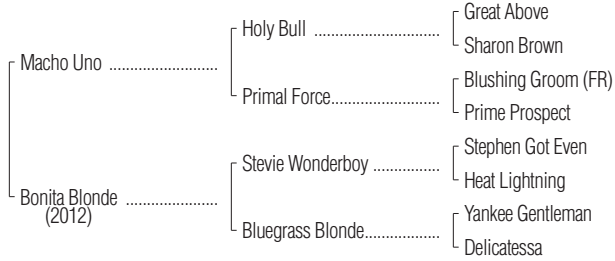 Great Above
Holy Bull ........................
Sharon Brown
Macho Uno ..........................
Blushing Groom (FR)
Primal Force........................
Prime Prospect
Stephen Got Even
Stevie Wonderboy ...............
Heat Lightning
Bonita Blonde ......................
(2012)
Yankee Gentleman
Bluegrass Blonde.................
Delicatessa